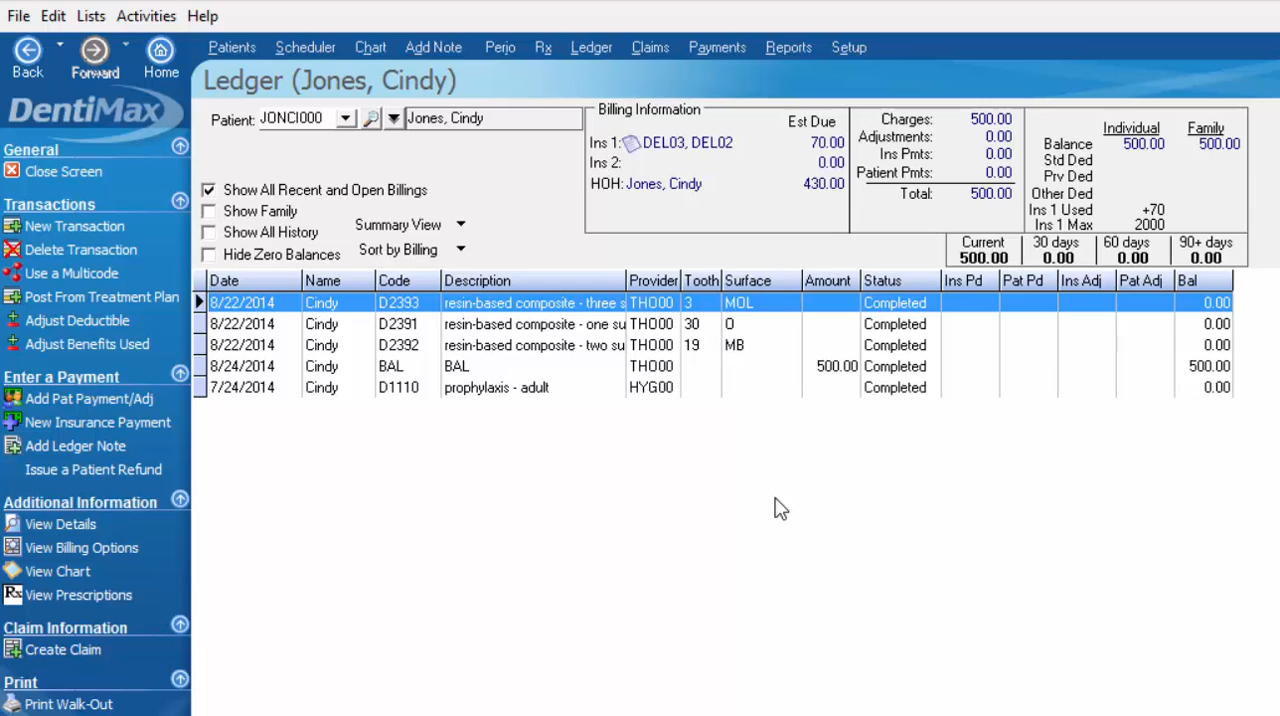 File Edit Lists Activities Help
Back Forward Home
Patients Scheduler Chart Add Note Perio Rx Ledger Claims Payments Reports Setup
Ledger (Jones, Cindy)
DentiMax
General
Close Screen
Transactions
New Transaction
Delete Transaction
Use a Multicode
Post From Treatment Plan
Adjust Deductible
Adjust Benefits Used
Enter a Payment
Add Pat Payment/Adj
New Insurance Payment
Add Ledger Note
Issue a Patient Refund
Additional Information
View Details
View Billing Options
View Chart
Rx View Prescriptions
Claim Information
Create Claim
Print
Print Walk-Out
Patient: JONCI000 Jones, Cindy
Show All Recent and Open Billings
Show Family
Show All History
Hide Zero Balances
Summary View
Sort by Billing
Billing Information
Est Due
Ins 1: DEL03, DEL02 70.00
Ins 2: 0.00
HOH: Jones, Cindy 430.00
Charges: 500.00
Adjustments: 0.00
Ins Pmts: 0.00
Patient Pmts: 0.00
Total: 500.00
Individual Family
Balance 500.00 500.00
Std Ded
Prv Ded
Other Ded
Ins 1 Used +70
Ins 1 Max 2000
Current 30 days 60 days 90+ days
500.00 0.00 0.00 0.00
Date Name Code Description Provider Tooth Surface Amount Status Ins Pd Pat Pd Ins Adj Pat Adj Bal
8/22/2014 Cindy D2393 resin-based composite - three s THO00 3 MOL Completed 0.00
8/22/2014 Cindy D2391 resin-based composite - one su THO00 30 O Completed 0.00
8/22/2014 Cindy D2392 resin-based composite - two su THO00 19 MB Completed 0.00
8/24/2014 Cindy BAL BAL THO00 500.00 Completed 500.00
7/24/2014 Cindy D1110 prophylaxis - adult HYG00 Completed 0.00